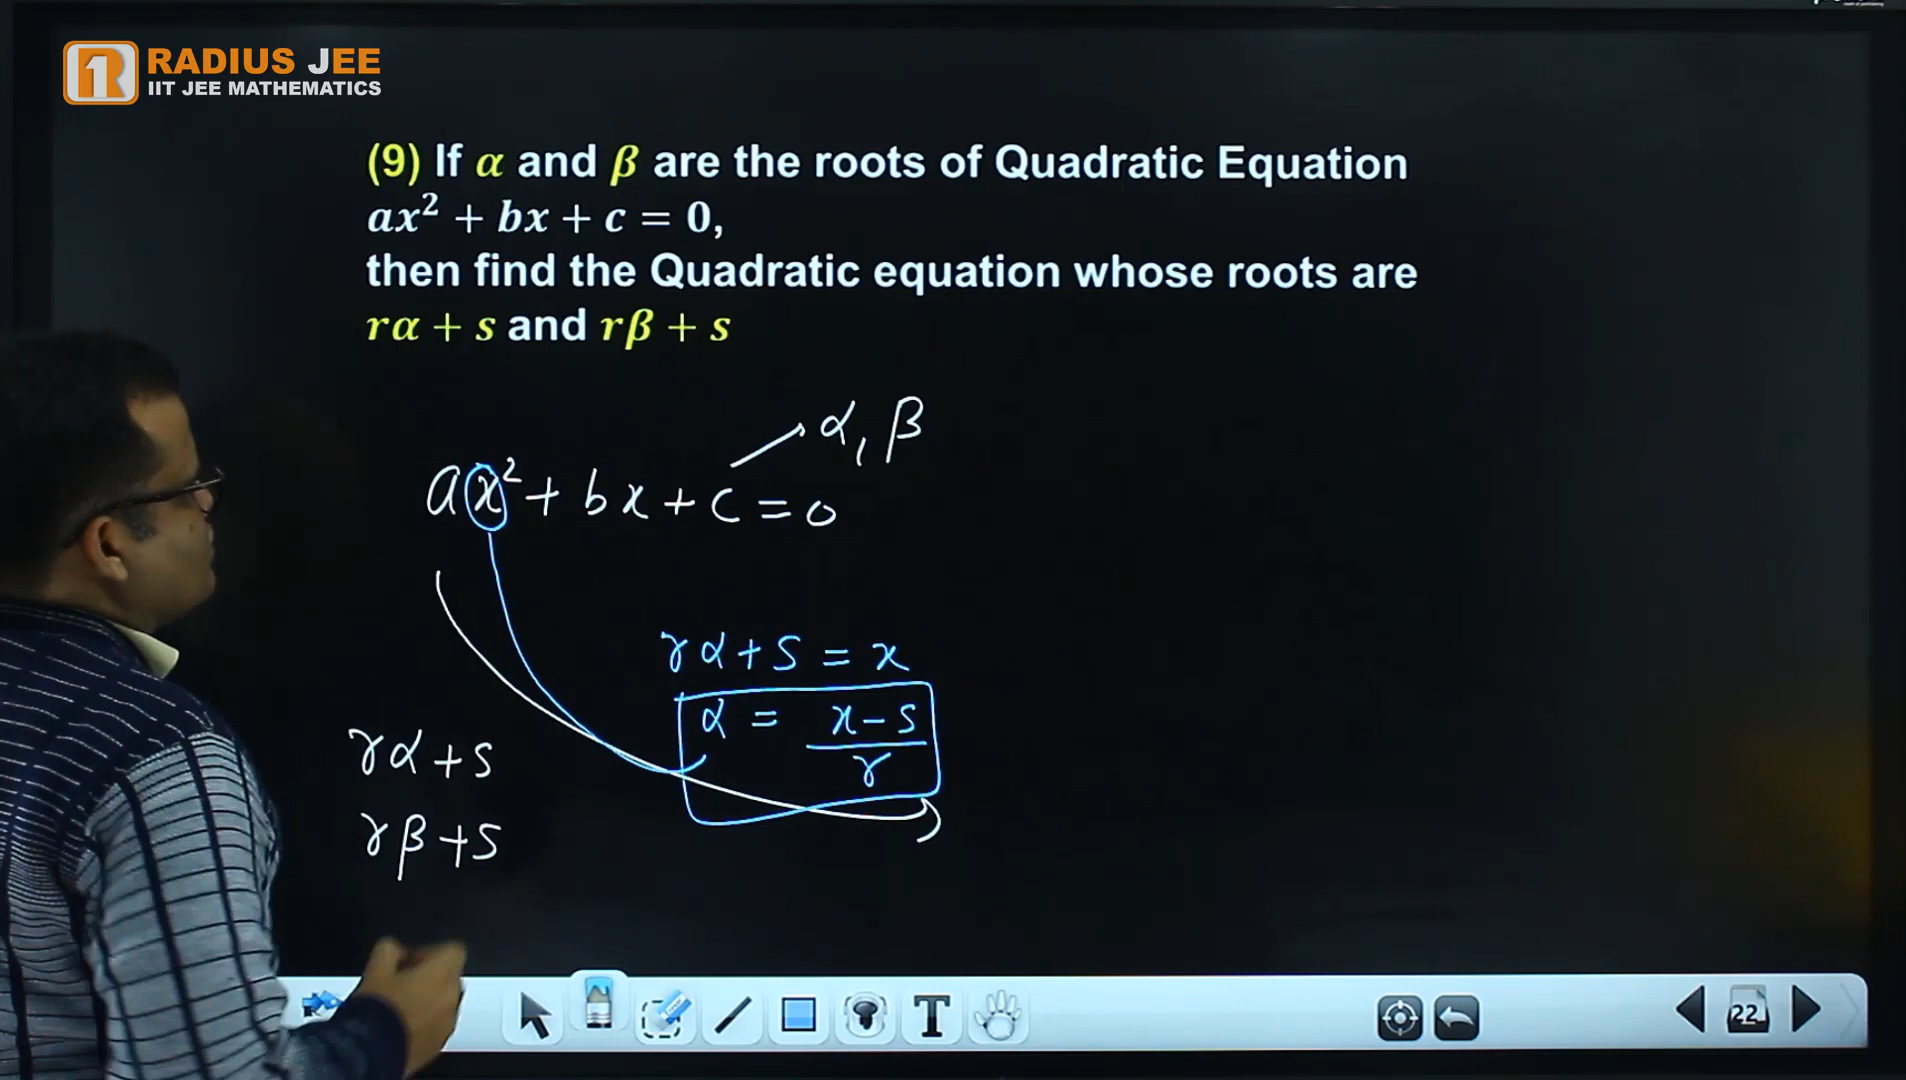 RADIUS JEE
IIT JEE MATHEMATICS
(9) If α and β are the roots of Quadratic Equation
ax² + bx + c = 0,
then find the Quadratic equation whose roots are
rα + s and rβ + s
α, β
ax² + bx + c = 0
rα + s = x
α = (x - s)/r
rα + s
rβ + s
T
22